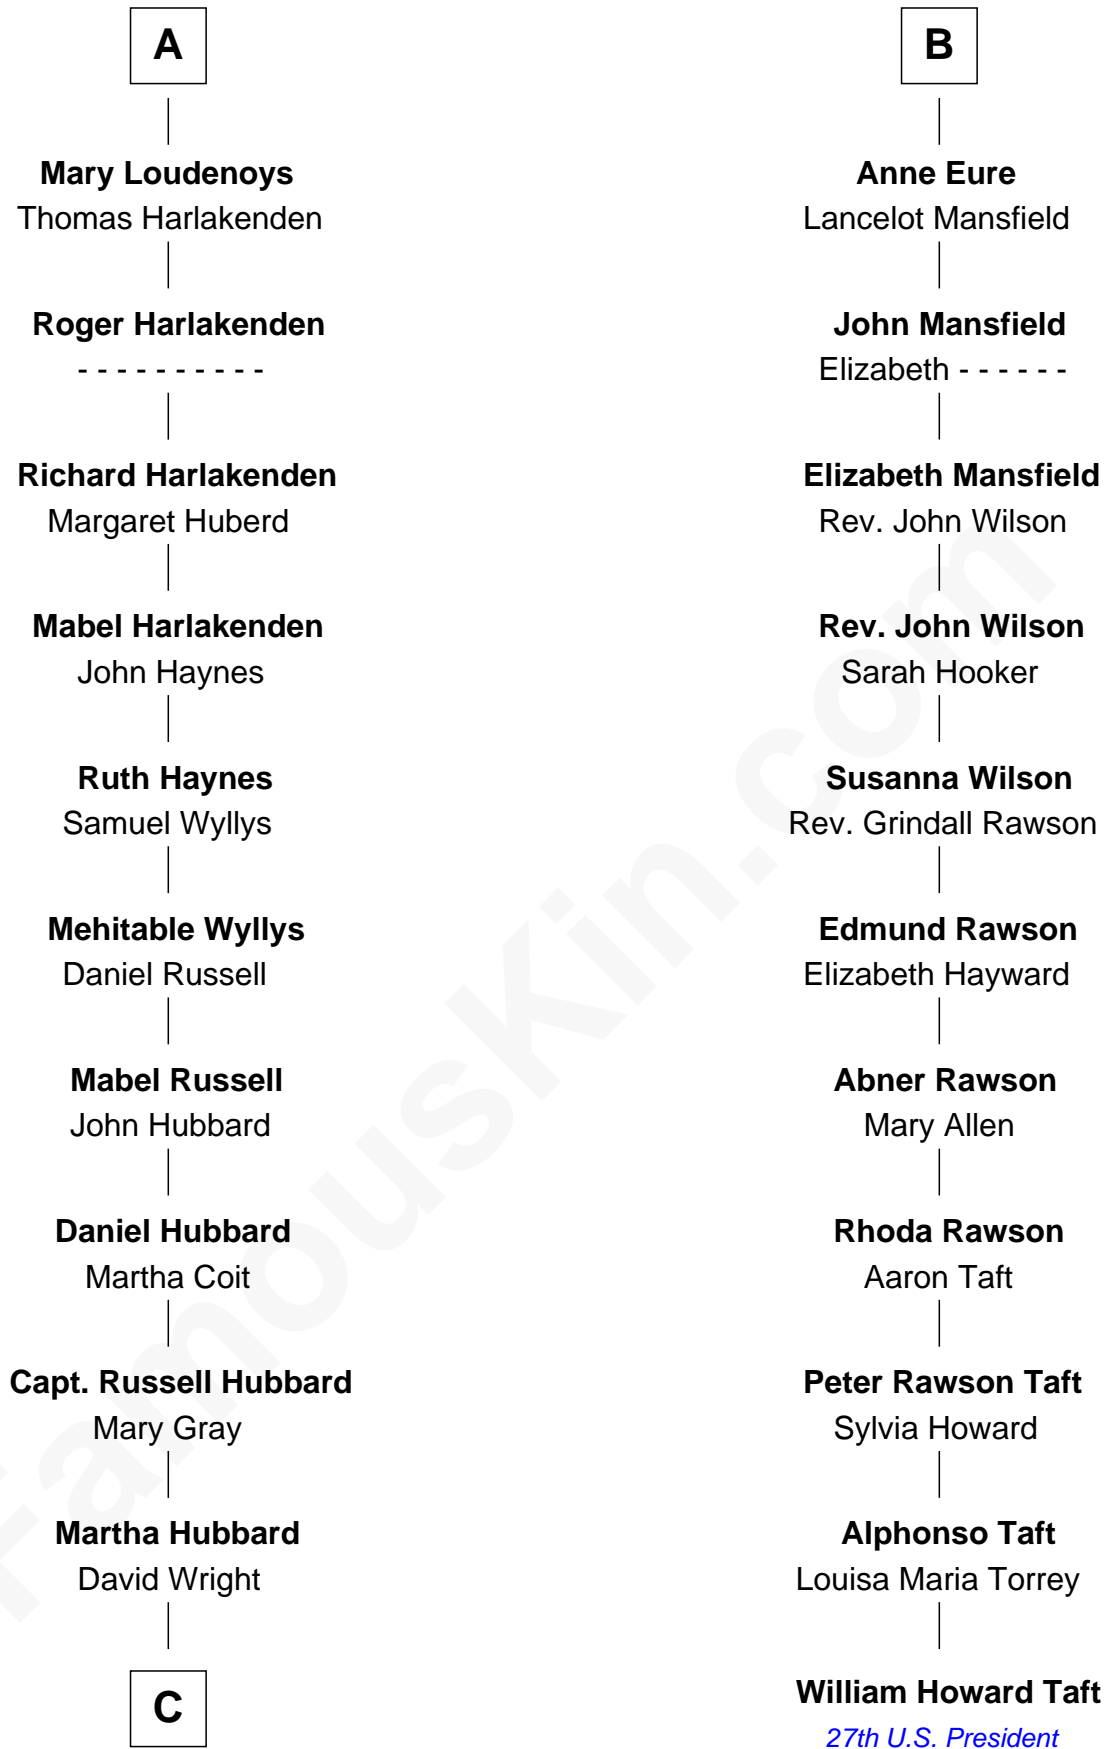 A
Mary Loudenoys
Thomas Harlakenden
Roger Harlakenden
- - - - - - - - - -
Richard Harlakenden
Margaret Huberd
Mabel Harlakenden
John Haynes
Ruth Haynes
Samuel Wyllys
Mehitable Wyllys
Daniel Russell
Mabel Russell
John Hubbard
Daniel Hubbard
Martha Coit
Capt. Russell Hubbard
Mary Gray
Martha Hubbard
David Wright
C
B
Anne Eure
Lancelot Mansfield
John Mansfield
Elizabeth - - - - - -
Elizabeth Mansfield
Rev. John Wilson
Rev. John Wilson
Sarah Hooker
Susanna Wilson
Rev. Grindall Rawson
Edmund Rawson
Elizabeth Hayward
Abner Rawson
Mary Allen
Rhoda Rawson
Aaron Taft
Peter Rawson Taft
Sylvia Howard
Alphonso Taft
Louisa Maria Torrey
William Howard Taft
27th U.S. President
FamousKin.com